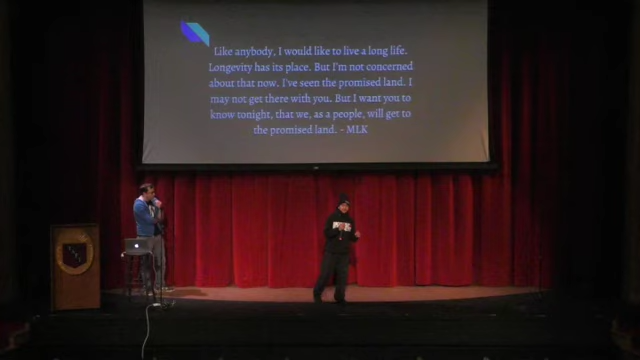 Like anybody, I would like to live a long life.
Longevity has its place. But I'm not concerned
about that now. I've seen the promised land. I
may not get there with you. But I want you to
know tonight, that we, as a people, will get to
the promised land. - MLK